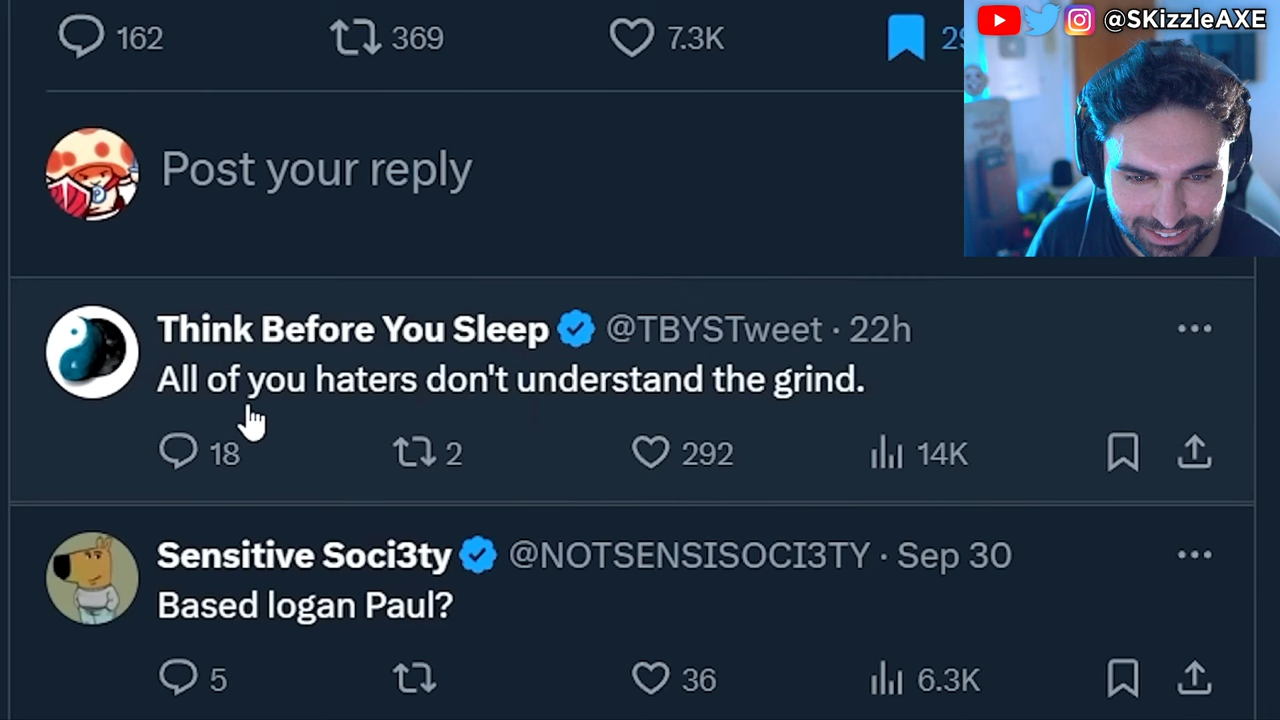 162 369 7.3K
@SKizzleAXE
Post your reply
Think Before You Sleep @TBYSTweet · 22h
All of you haters don't understand the grind.
18 2 292 14K
Sensitive Soci3ty @NOTSENSISOCI3TY · Sep 30
Based logan Paul?
5 36 6.3K